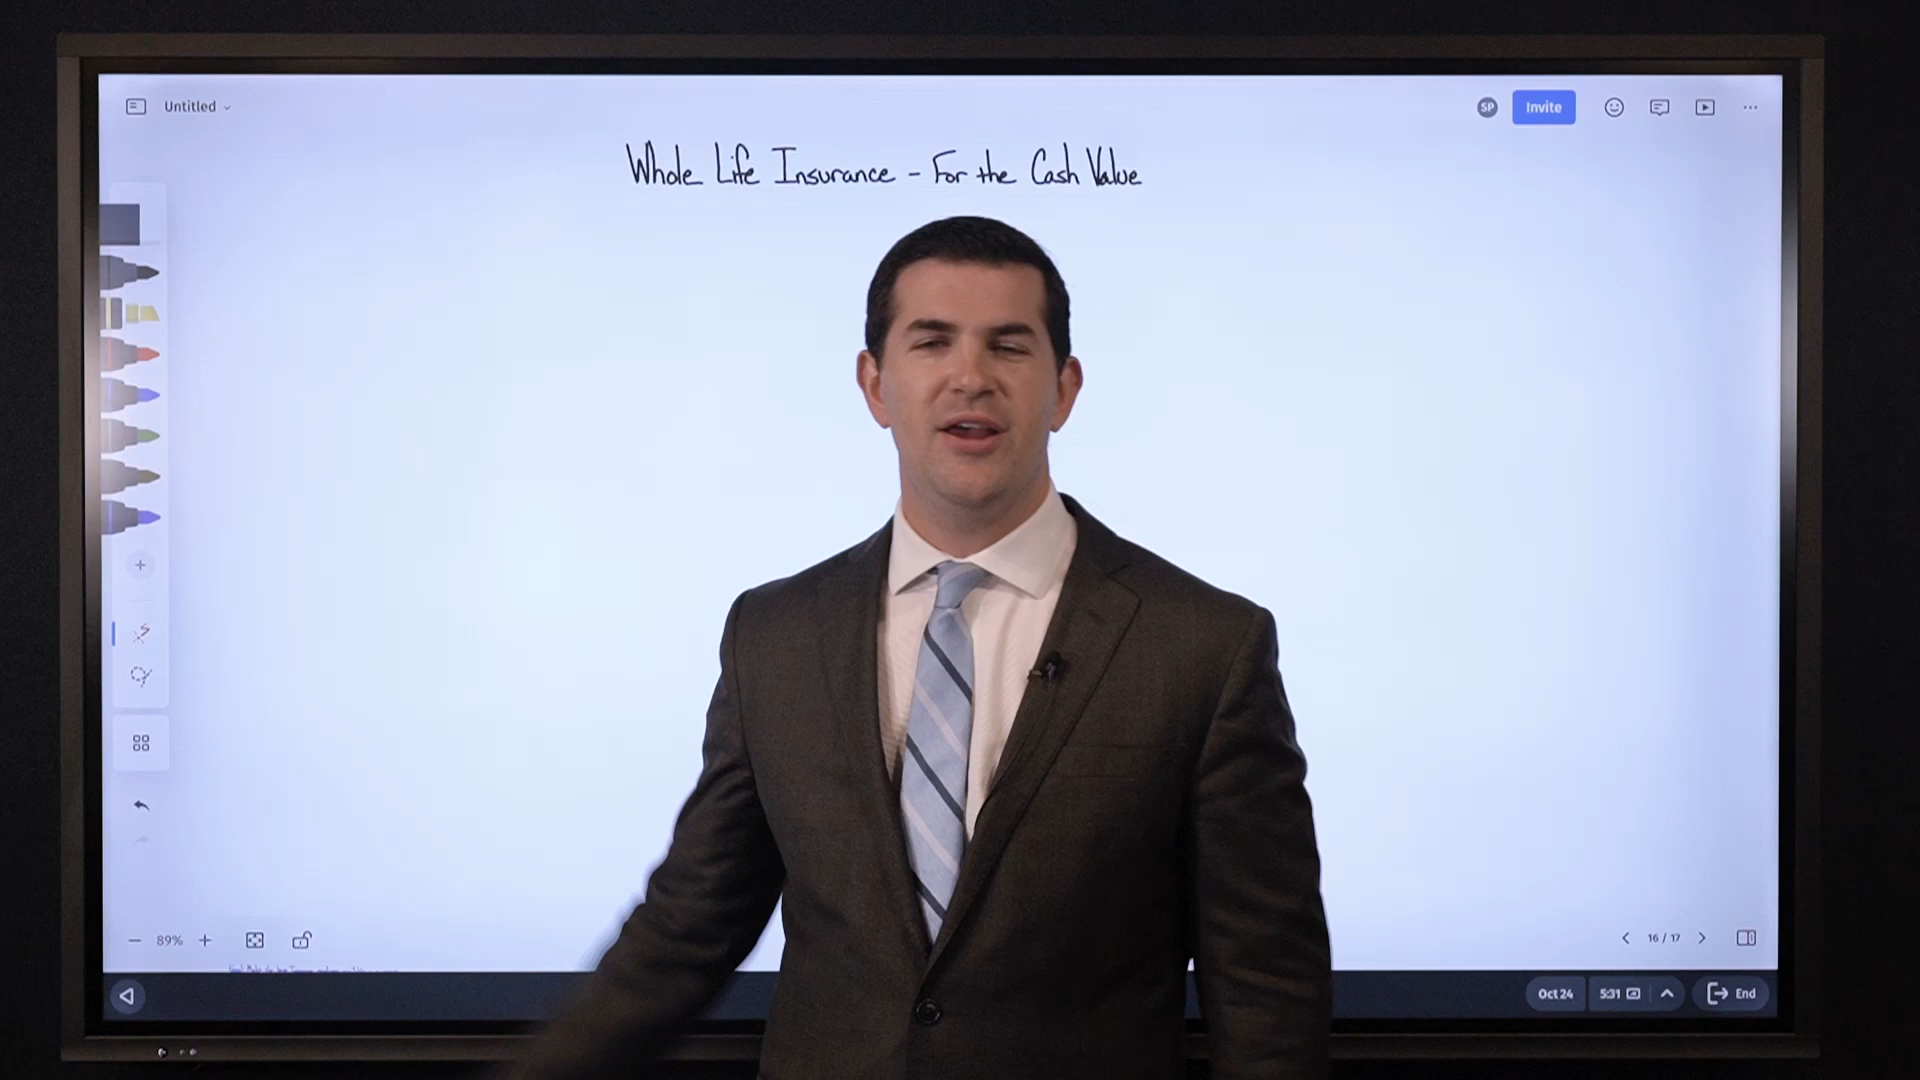 Untitled
SP
Invite
Whole Life Insurance - For the Cash Value
89%
16 / 17
Oct 24
5:31
End